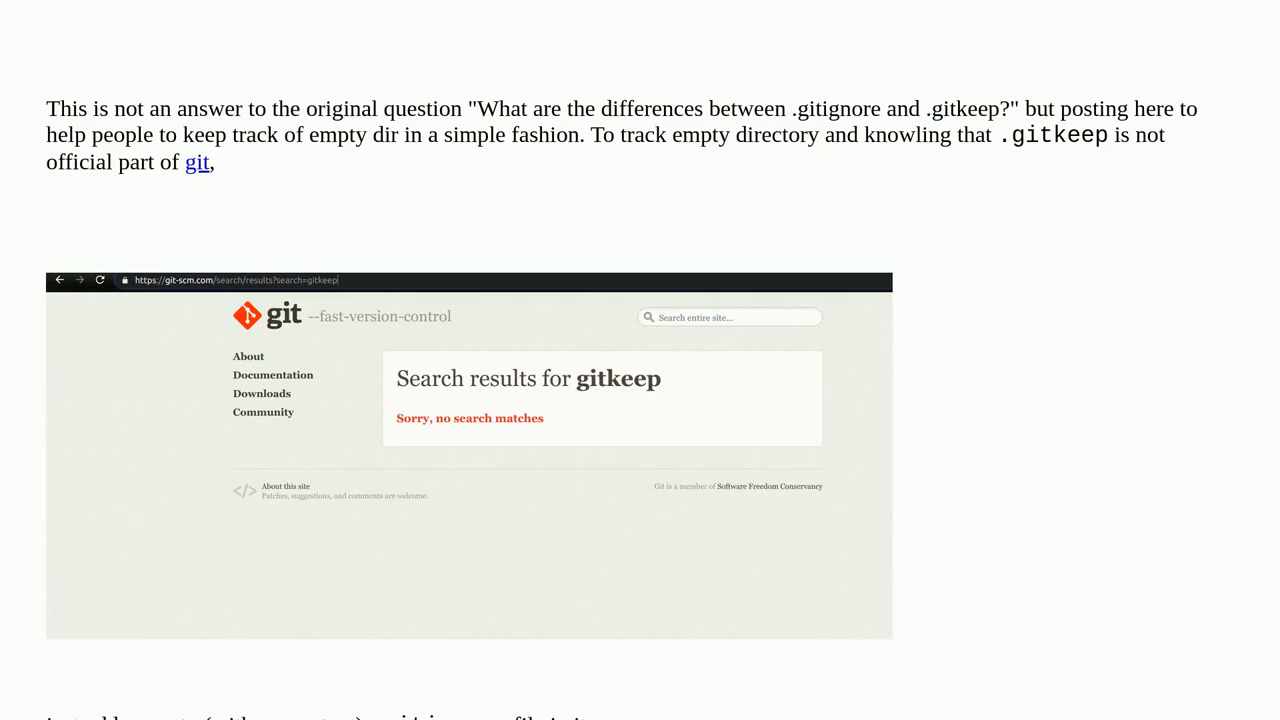 This is not an answer to the original question "What are the differences between .gitignore and .gitkeep?" but posting here to
help people to keep track of empty dir in a simple fashion. To track empty directory and knowling that .gitkeep is not
official part of git,
https://git-scm.com/search/results?search=gitkeep
git --fast-version-control
Search entire site...
About
Documentation
Downloads
Community
Search results for gitkeep
Sorry, no search matches
</> About this site
Patches, suggestions, and comments are welcome.
Git is a member of Software Freedom Conservancy